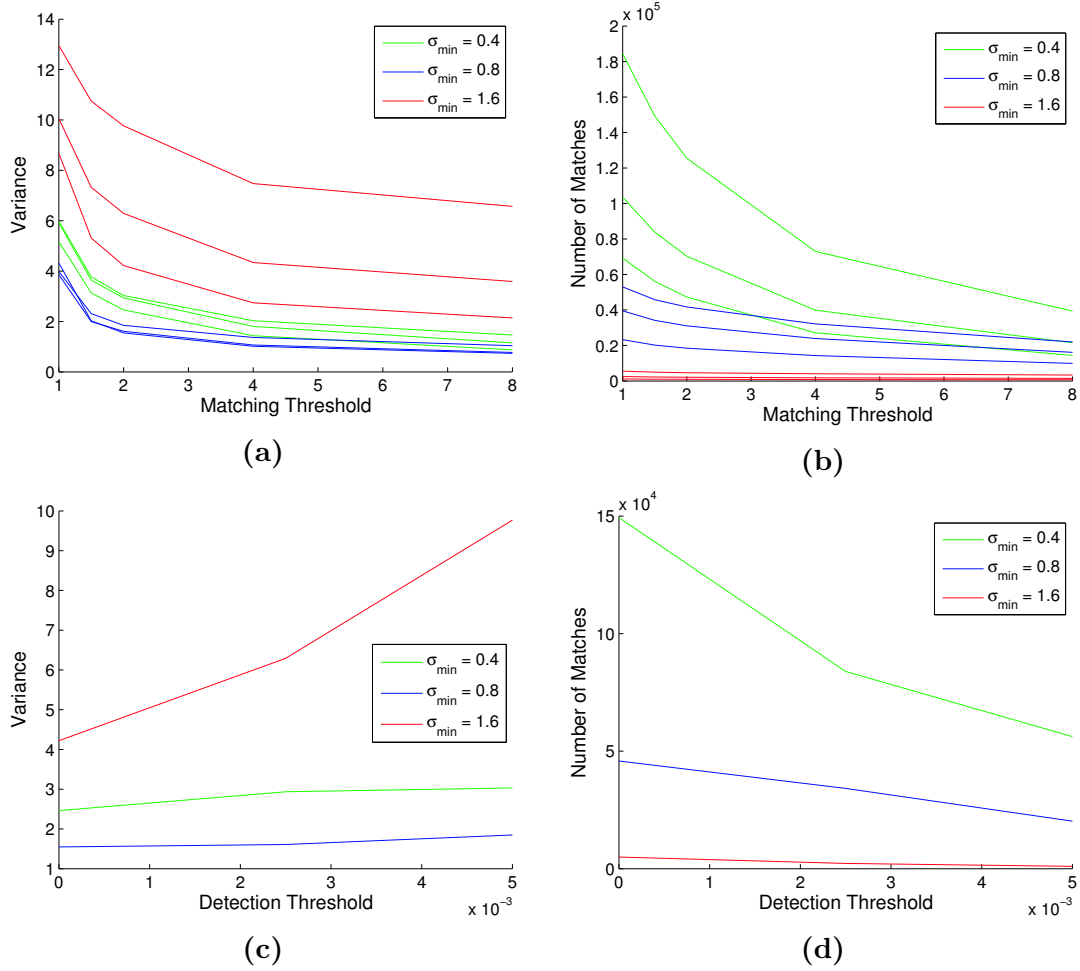 14
12
10
8
6
4
2
0
1 2 3 4 5 6 7 8
Variance
Matching Threshold
σmin = 0.4
σmin = 0.8
σmin = 1.6
(a)
x 10^5
2
1.8
1.6
1.4
1.2
1
0.8
0.6
0.4
0.2
0
1 2 3 4 5 6 7 8
Number of Matches
Matching Threshold
σmin = 0.4
σmin = 0.8
σmin = 1.6
(b)
10
9
8
7
6
5
4
3
2
1
0 1 2 3 4 5
x 10^-3
Variance
Detection Threshold
σmin = 0.4
σmin = 0.8
σmin = 1.6
(c)
x 10^4
15
10
5
0
0 1 2 3 4 5
x 10^-3
Number of Matches
Detection Threshold
σmin = 0.4
σmin = 0.8
σmin = 1.6
(d)